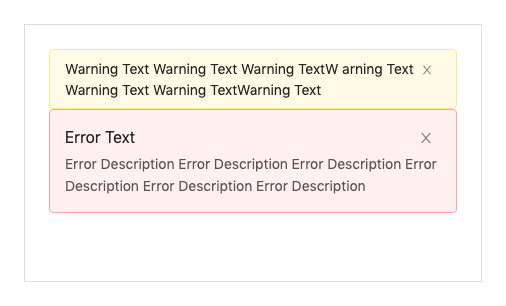 Warning Text Warning Text Warning TextW arning Text
Warning Text Warning TextWarning Text
Error Text
Error Description Error Description Error Description Error
Description Error Description Error Description